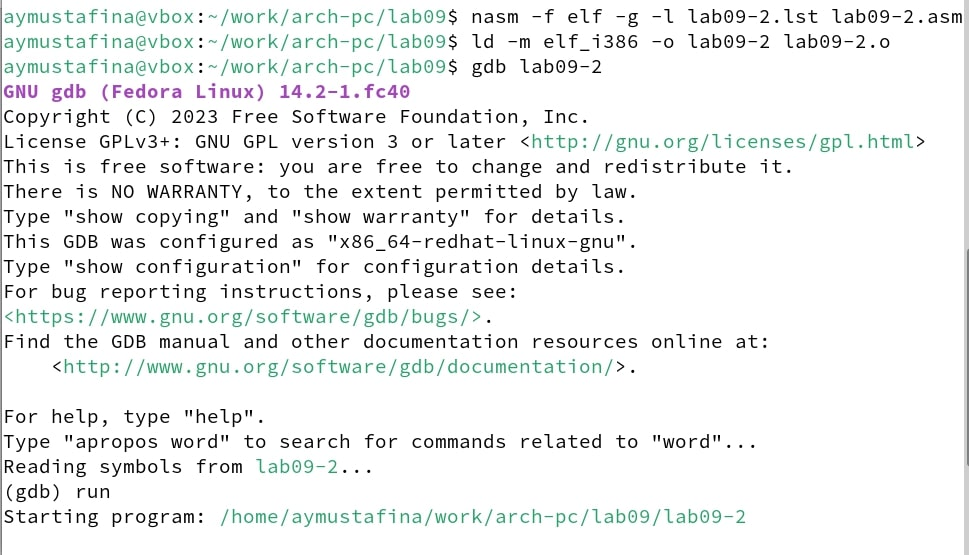 aymustafina@vbox:~/work/arch-pc/lab09$ nasm -f elf -g -l lab09-2.lst lab09-2.asm
aymustafina@vbox:~/work/arch-pc/lab09$ ld -m elf_i386 -o lab09-2 lab09-2.o
aymustafina@vbox:~/work/arch-pc/lab09$ gdb lab09-2
GNU gdb (Fedora Linux) 14.2-1.fc40
Copyright (C) 2023 Free Software Foundation, Inc.
License GPLv3+: GNU GPL version 3 or later <http://gnu.org/licenses/gpl.html>
This is free software: you are free to change and redistribute it.
There is NO WARRANTY, to the extent permitted by law.
Type "show copying" and "show warranty" for details.
This GDB was configured as "x86_64-redhat-linux-gnu".
Type "show configuration" for configuration details.
For bug reporting instructions, please see:
<https://www.gnu.org/software/gdb/bugs/>.
Find the GDB manual and other documentation resources online at:
    <http://www.gnu.org/software/gdb/documentation/>.

For help, type "help".
Type "apropos word" to search for commands related to "word"...
Reading symbols from lab09-2...
(gdb) run
Starting program: /home/aymustafina/work/arch-pc/lab09/lab09-2